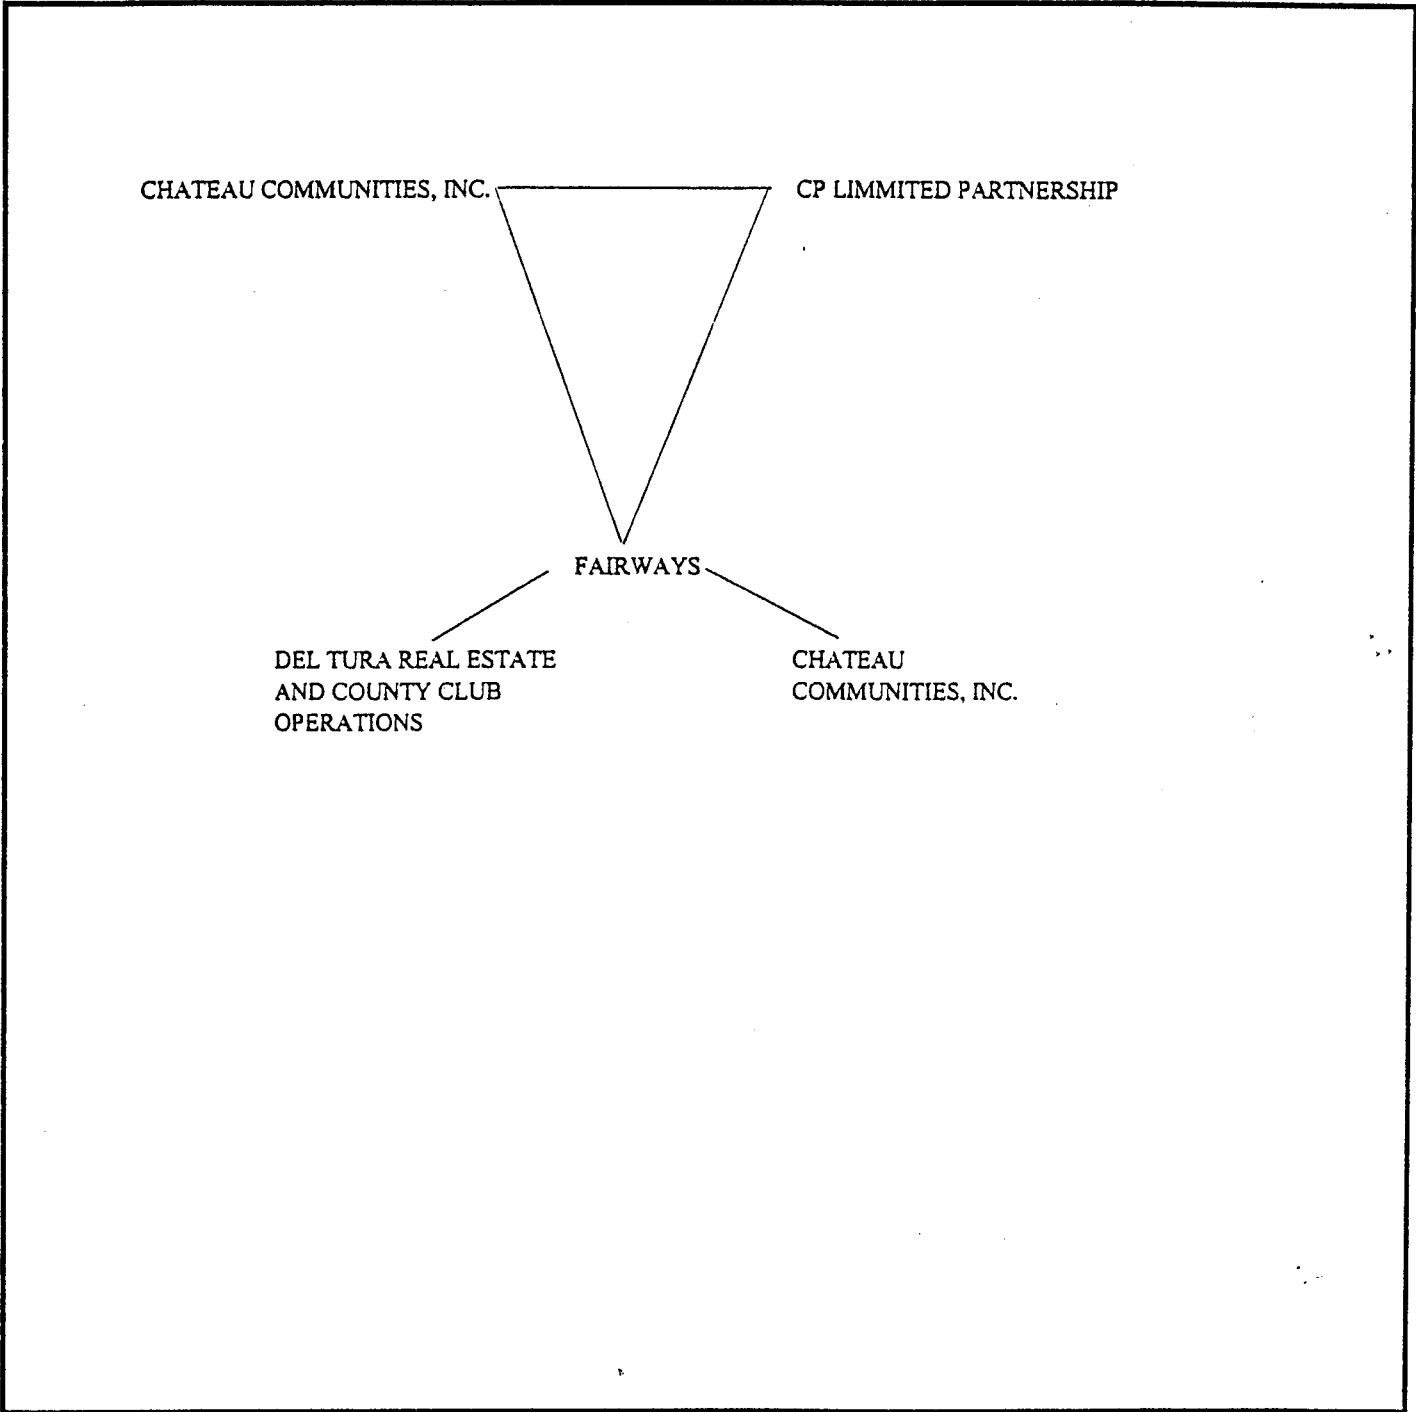 CHATEAU COMMUNITIES, INC.
CP LIMMITED PARTNERSHIP
FAIRWAYS
DEL TURA REAL ESTATE
AND COUNTY CLUB
OPERATIONS
CHATEAU
COMMUNITIES, INC.